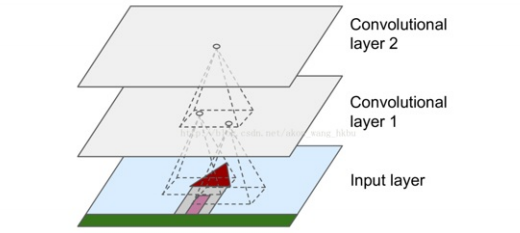 Convolutional
layer 2
Convolutional
layer 1
Input layer